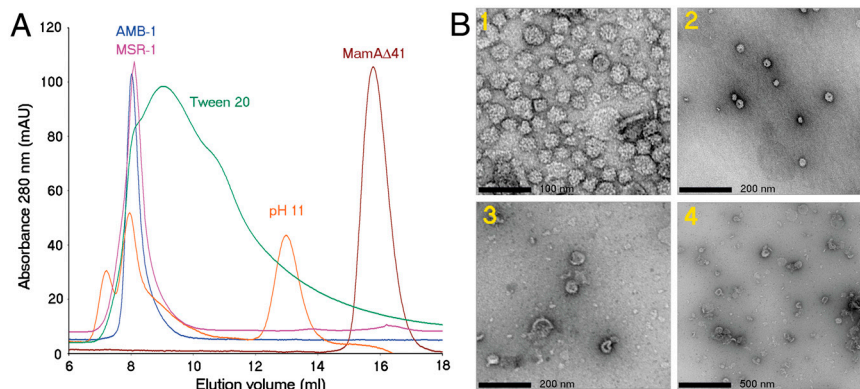 A
AMB-1
MSR-1
MamAΔ41
Tween 20
pH 11
Absorbance 280 nm (mAU)
120
100
80
60
40
20
0
6
8
10
12
14
16
18
Elution volume (ml)
B
1
100 nm
2
200 nm
3
200 nm
4
500 nm